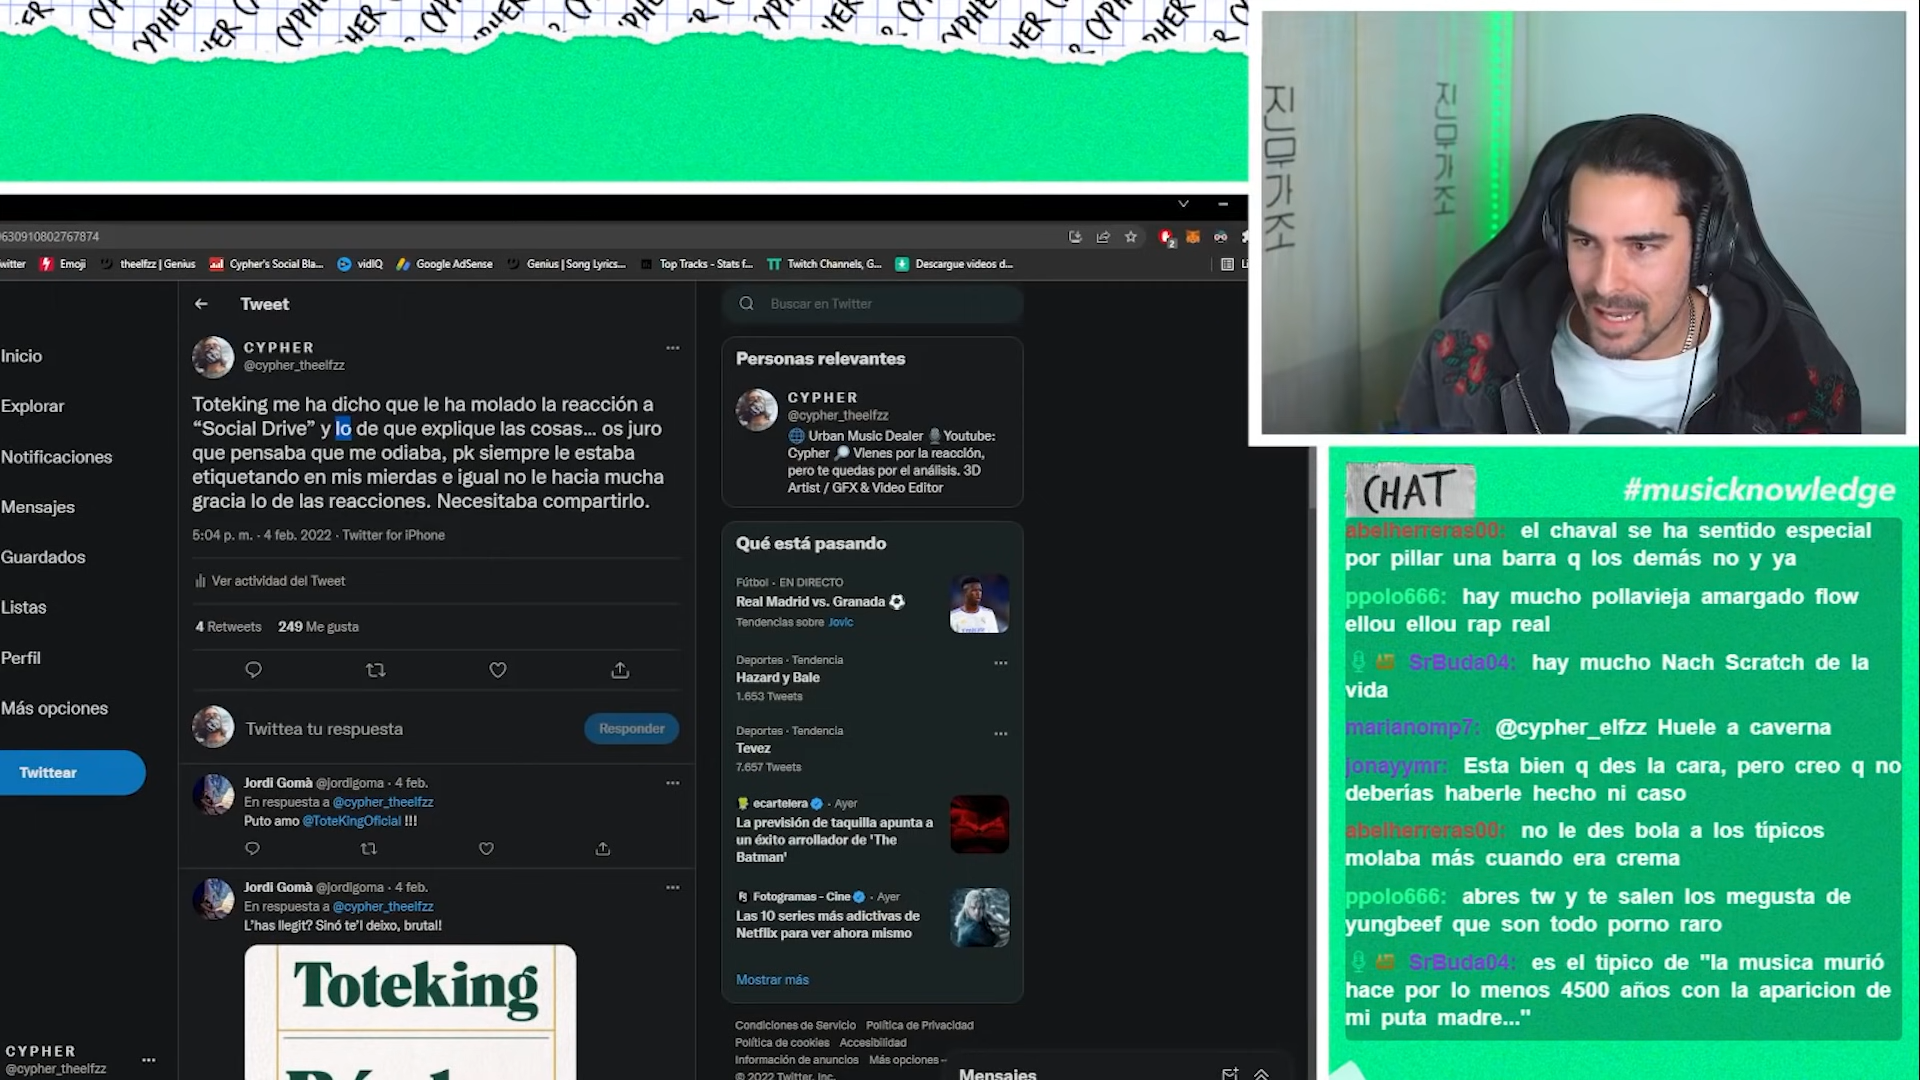 CYPHER
630910802767874
witter
Emoji
theelfzz | Genius
Cypher's Social Bla...
vidIQ
Google AdSense
Genius | Song Lyrics...
Top Tracks - Stats f...
Twitch Channels, G...
Descargue videos d...
Inicio
Explorar
Notificaciones
Mensajes
Guardados
Listas
Perfil
Más opciones
Twittear
CYPHER
@cypher_theelfzz
Tweet
CYPHER
@cypher_theelfzz
Toteking me ha dicho que le ha molado la reacción a
“Social Drive” y lo de que explique las cosas... os juro
que pensaba que me odiaba, pk siempre le estaba
etiquetando en mis mierdas e igual no le hacia mucha
gracia lo de las reacciones. Necesitaba compartirlo.
5:04 p. m. · 4 feb. 2022 · Twitter for iPhone
Ver actividad del Tweet
4 Retweets 249 Me gusta
Twittea tu respuesta
Responder
Jordi Gomà @jordigoma · 4 feb.
En respuesta a @cypher_theelfzz
Puto amo @ToteKingOficial !!!
Jordi Gomà @jordigoma · 4 feb.
En respuesta a @cypher_theelfzz
L'has llegit? Sinó te'l deixo, brutal!
Toteking
Buscar en Twitter
Personas relevantes
CYPHER
@cypher_theelfzz
Urban Music Dealer Youtube:
Cypher Vienes por la reacción,
pero te quedas por el análisis. 3D
Artist / GFX & Video Editor
Qué está pasando
Fútbol · EN DIRECTO
Real Madrid vs. Granada
Tendencias sobre Jovic
Deportes · Tendencia
Hazard y Bale
1.653 Tweets
Deportes · Tendencia
Tevez
7.657 Tweets
ecartelera · Ayer
La previsión de taquilla apunta a
un éxito arrollador de 'The
Batman'
Fotogramas - Cine · Ayer
Las 10 series más adictivas de
Netflix para ver ahora mismo
Mostrar más
Condiciones de Servicio Política de Privacidad
Política de cookies Accesibilidad
Información de anuncios Más opciones
© 2022 Twitter, Inc.
Mensajes
진무가조
진무가조
CHAT
#musicknowledge
abelherreras00: el chaval se ha sentido especial
por pillar una barra q los demás no y ya
ppolo666: hay mucho pollavieja amargado flow
ellou ellou rap real
SrBuda04: hay mucho Nach Scratch de la
vida
marianomp7: @cypher_elfzz Huele a caverna
jonayymr: Esta bien q des la cara, pero creo q no
deberías haberle hecho ni caso
abelherreras00: no le des bola a los típicos
molaba más cuando era crema
ppolo666: abres tw y te salen los megusta de
yungbeef que son todo porno raro
SrBuda04: es el tipico de "la musica murió
hace por lo menos 4500 años con la aparicion de
mi puta madre..."